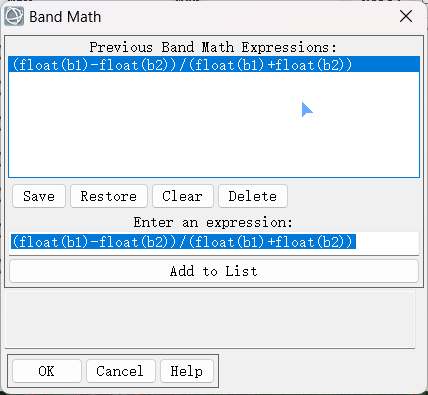 Band Math
Previous Band Math Expressions:
(float(b1)-float(b2))/(float(b1)+float(b2))
Save Restore Clear Delete
Enter an expression:
(float(b1)-float(b2))/(float(b1)+float(b2))
Add to List
OK Cancel Help